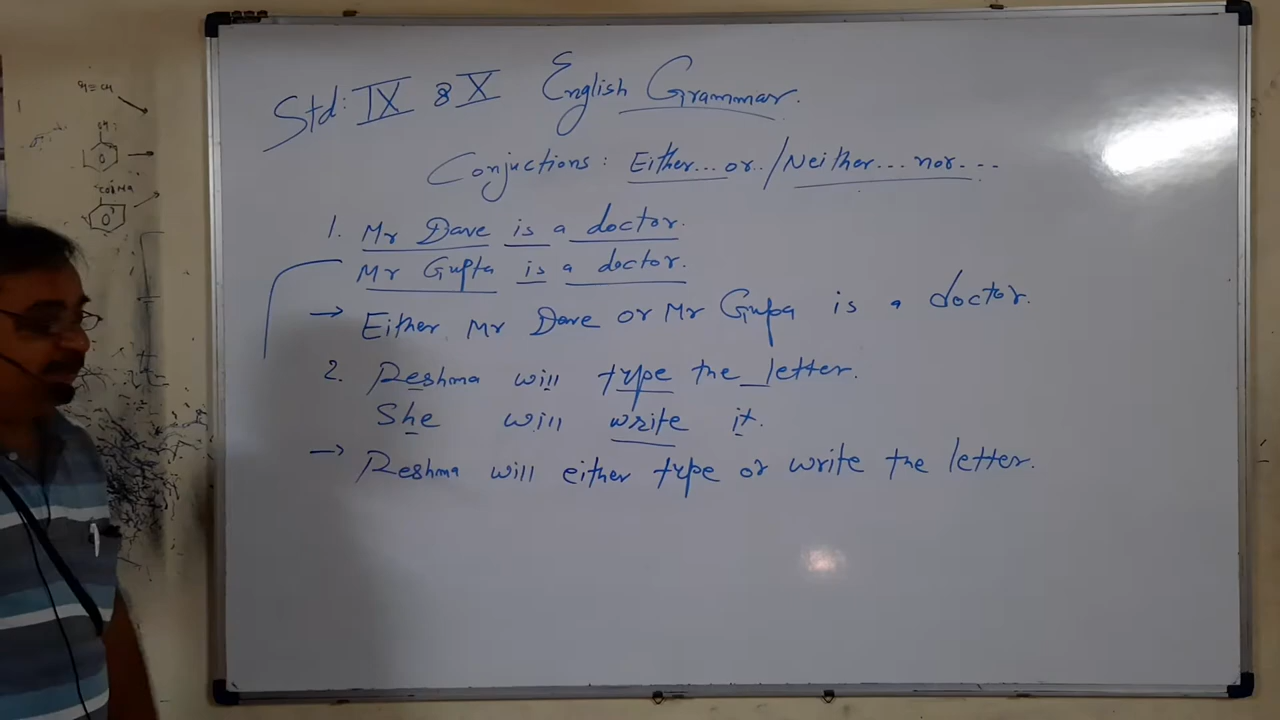 Std: IX & X English Grammar.
Conjuctions: Either... or../Neither... nor...
1. Mr Dave is a doctor.
Mr Gupta is a doctor.
→ Either Mr Dave or Mr Gupa is a doctor.
2. Reshma will type the letter.
She will write it.
→ Reshma will either type or write the letter.